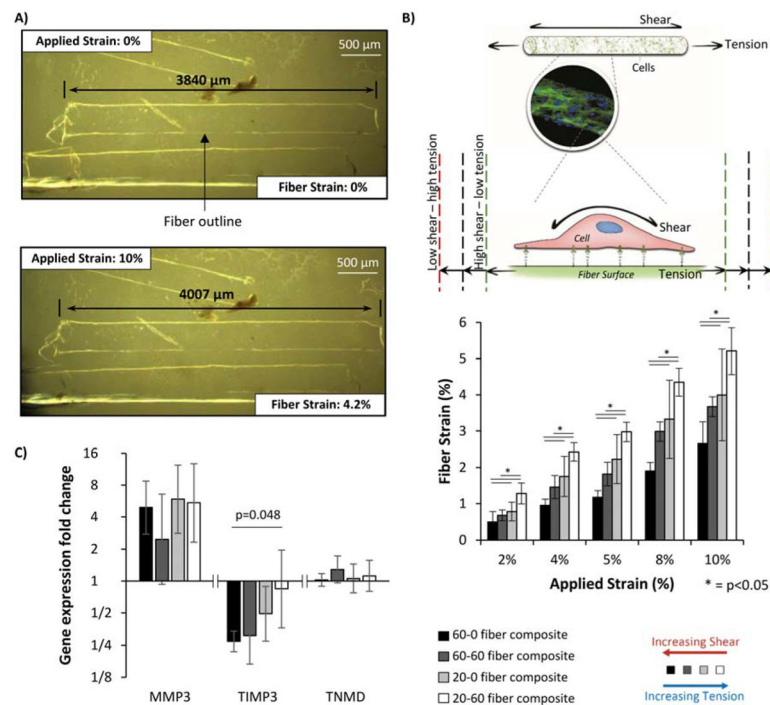 A)
Applied Strain: 0%
500 µm
3840 µm
Fiber Strain: 0%
Fiber outline
Applied Strain: 10%
500 µm
4007 µm
Fiber Strain: 4.2%
B)
Shear
Tension
Cells
Low shear – high tension
High shear – low tension
Shear
Cell
Fiber Surface
Tension
Fiber Strain (%)
6
5
4
3
2
1
0
*
*
*
*
*
2%
4%
5%
8%
10%
Applied Strain (%)
* = p<0.05
C)
Gene expression fold change
16
8
4
2
1
1/2
1/4
1/8
p=0.048
MMP3
TIMP3
TNMD
60-0 fiber composite
60-60 fiber composite
20-0 fiber composite
20-60 fiber composite
Increasing Shear
Increasing Tension